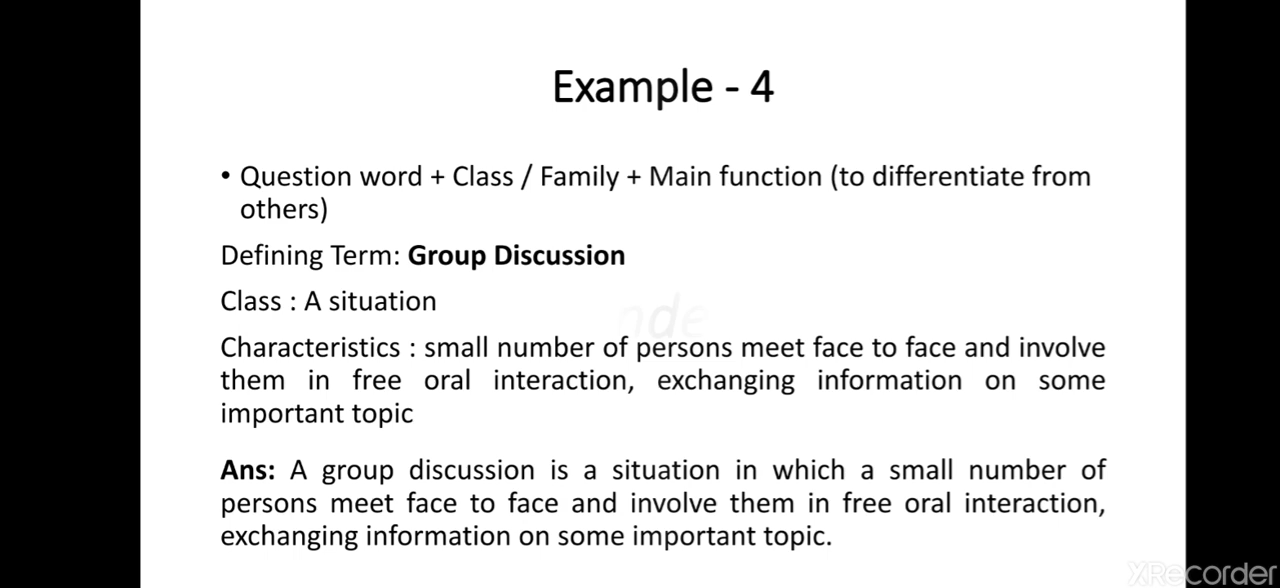 Example - 4
• Question word + Class / Family + Main function (to differentiate from
others)
Defining Term: Group Discussion
Class : A situation
Characteristics : small number of persons meet face to face and involve
them in free oral interaction, exchanging information on some
important topic
Ans: A group discussion is a situation in which a small number of
persons meet face to face and involve them in free oral interaction,
exchanging information on some important topic.
XRecorder